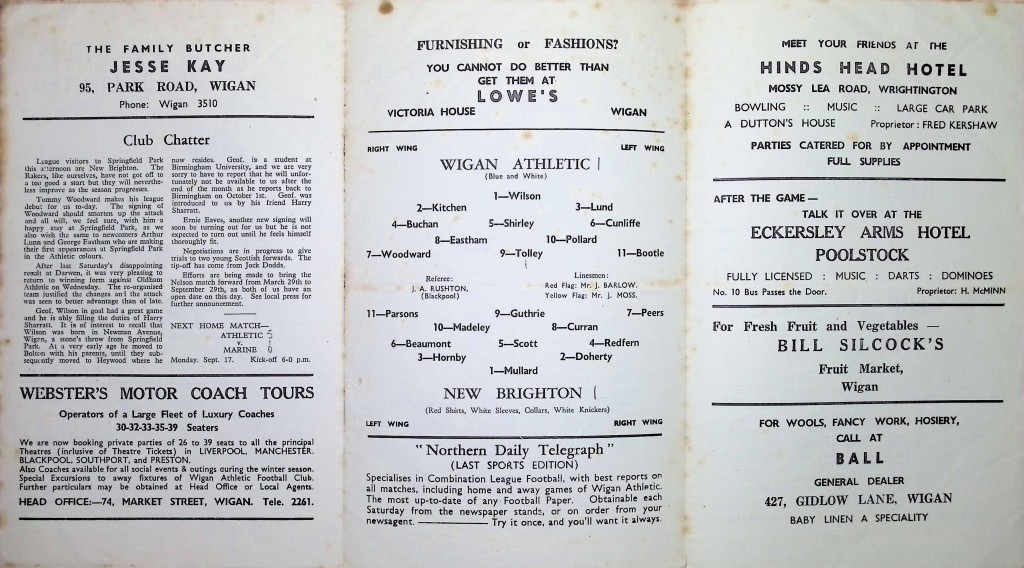 THE FAMILY BUTCHER
JESSE KAY
95, PARK ROAD, WIGAN
Phone: Wigan 3510
Club Chatter
League visitors to Springfield Park
this afternoon are New Brighton. The
Rakers, like ourselves, have not got off to
a too good a start but they will neverthe-
less improve as the season progresses.
Tommy Woodward makes his league
debut for us to-day. The signing of
Woodward should smarten up the attack
and all will, we feel sure, wish him a
happy stay at Springfield Park, as we
also wish the same to newcomers Arthur
Lunn and George Eastham who are making
their first appearances at Springfield Park
in the Athletic colours.
After last Saturday's disappointing
result at Darwen, it was very pleasing to
return to winning form against Oldham
Athletic on Wednesday. The re-organised
team justified the changes and the attack
was seen to better advantage than of late.
Geof. Wilson in goal had a great game
and he is ably filling the duties of Harry
Sharratt. It is of interest to recall that
Wilson was born in Newman Avenue,
Wigan, a stone's throw from Springfield
Park. At a very early age he moved to
Bolton with his parents, until they sub-
sequently moved to Heywood where he
now resides. Geof. is a student at
Birmingham University, and we are very
sorry to have to report that he will unfor-
tunately not be available to us after the
end of the month as he reports back to
Birmingham on October 1st. Geof. was
introduced to us by his friend Harry
Sharratt.
Ernie Eaves, another new signing will
soon be turning out for us but he is not
expected to turn out until he feels himself
thoroughly fit.
Negotiations are in progress to give
trials to two young Scottish forwards. The
tip-off has come from Jock Dodds.
Efforts are being made to bring the
Nelson match forward from March 29th to
September 29th, as both of us have an
open date on this day. See local press for
further announcement.
NEXT HOME MATCH—
ATHLETIC 5
v.
MARINE 0
Monday. Sept. 17. Kick-off 6-0 p.m.
WEBSTER'S MOTOR COACH TOURS
Operators of a Large Fleet of Luxury Coaches
30-32-33-35-39 Seaters
We are now booking private parties of 26 to 39 seats to all the principal
Theatres (inclusive of Theatre Tickets) in LIVERPOOL, MANCHESTER.
BLACKPOOL, SOUTHPORT, and PRESTON.
Also Coaches available for all social events & outings during the winter season.
Special Excursions to away fixtures of Wigan Athletic Football Club.
Further particulars may be obtained at Head Office or Local Agents.
HEAD OFFICE:—74, MARKET STREET, WIGAN. Tele. 2261.
FURNISHING or FASHIONS?
YOU CANNOT DO BETTER THAN
GET THEM AT
LOWE'S
VICTORIA HOUSE WIGAN
RIGHT WING LEFT WING
WIGAN ATHLETIC 1
(Blue and White)
1—Wilson
2—Kitchen 3—Lund
4—Buchan 5—Shirley 6—Cunliffe
8—Eastham 10—Pollard
7—Woodward 9—Tolley 11—Bootle
Referee: Linesmen:
J. A. RUSHTON, Red Flag: Mr. J. BARLOW.
(Blackpool) Yellow Flag: Mr. J. MOSS.
11—Parsons 9—Guthrie 7—Peers
10—Madeley 8—Curran
6—Beaumont 5—Scott 4—Redfern
3—Hornby 2—Doherty
1—Mullard
NEW BRIGHTON 1
(Red Shirts, White Sleeves, Collars, White Knickers)
LEFT WING RIGHT WING
"Northern Daily Telegraph"
(LAST SPORTS EDITION)
Specialises in Combination League Football, with best reports on
all matches, including home and away games of Wigan Athletic.
The most up-to-date of any Football Paper. Obtainable each
Saturday from the newspaper stands, or on order from your
newsagent. ———— Try it once, and you'll want it always.
MEET YOUR FRIENDS AT THE
HINDS HEAD HOTEL
MOSSY LEA ROAD, WRIGHTINGTON
BOWLING :: MUSIC :: LARGE CAR PARK
A DUTTON'S HOUSE Proprietor: FRED KERSHAW
PARTIES CATERED FOR BY APPOINTMENT
FULL SUPPLIES
AFTER THE GAME—
TALK IT OVER AT THE
ECKERSLEY ARMS HOTEL
POOLSTOCK
FULLY LICENSED : MUSIC : DARTS : DOMINOES
No. 10 Bus Passes the Door. Proprietor: H. McMINN
For Fresh Fruit and Vegetables —
BILL SILCOCK'S
Fruit Market,
Wigan
FOR WOOLS, FANCY WORK, HOSIERY,
CALL AT
BALL
GENERAL DEALER
427, GIDLOW LANE, WIGAN
BABY LINEN A SPECIALITY